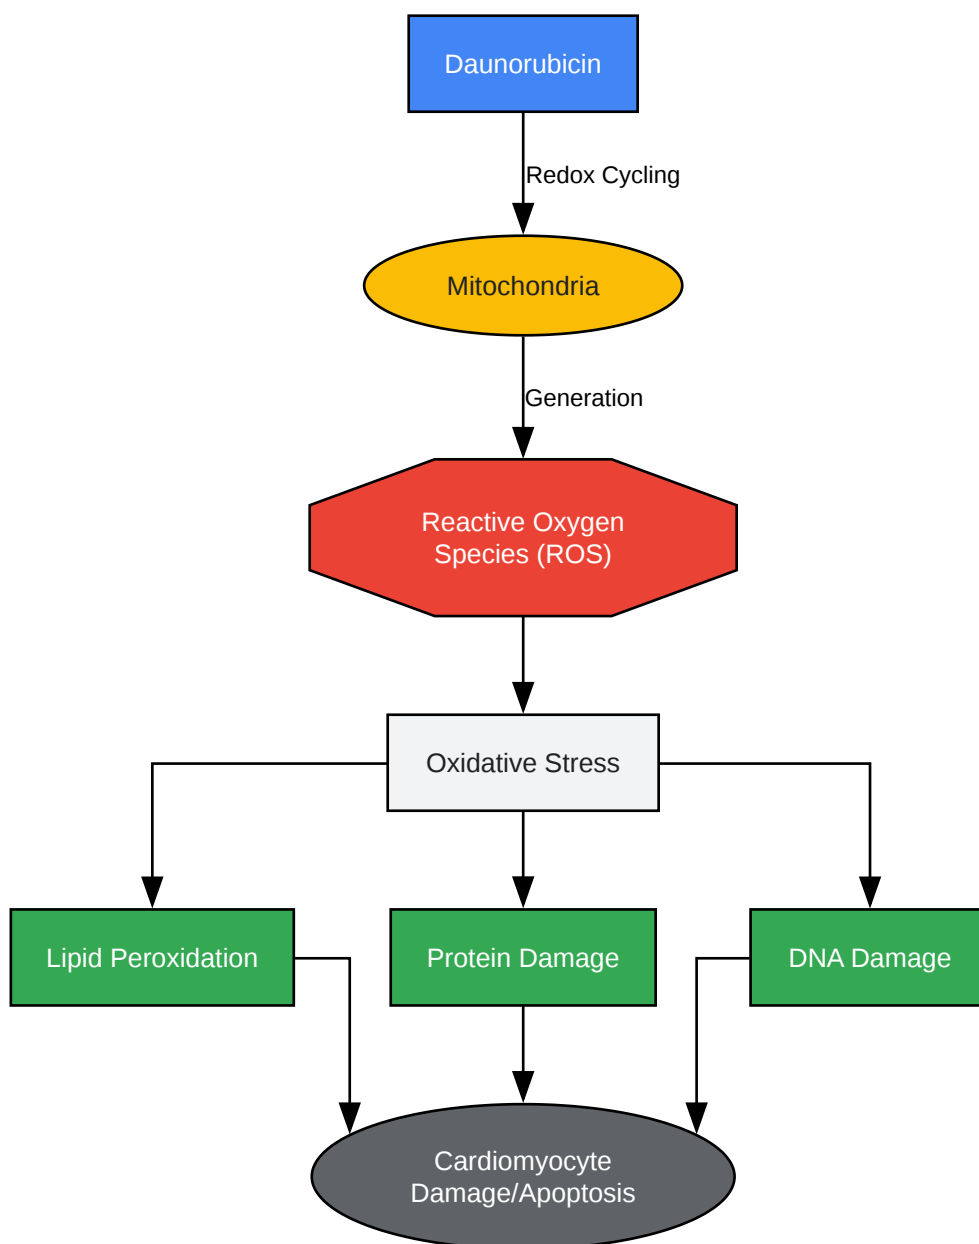 Daunorubicin
Redox Cycling
Mitochondria
Generation
Reactive Oxygen
Species (ROS)
Oxidative Stress
Lipid Peroxidation
Protein Damage
DNA Damage
Cardiomyocyte
Damage/Apoptosis